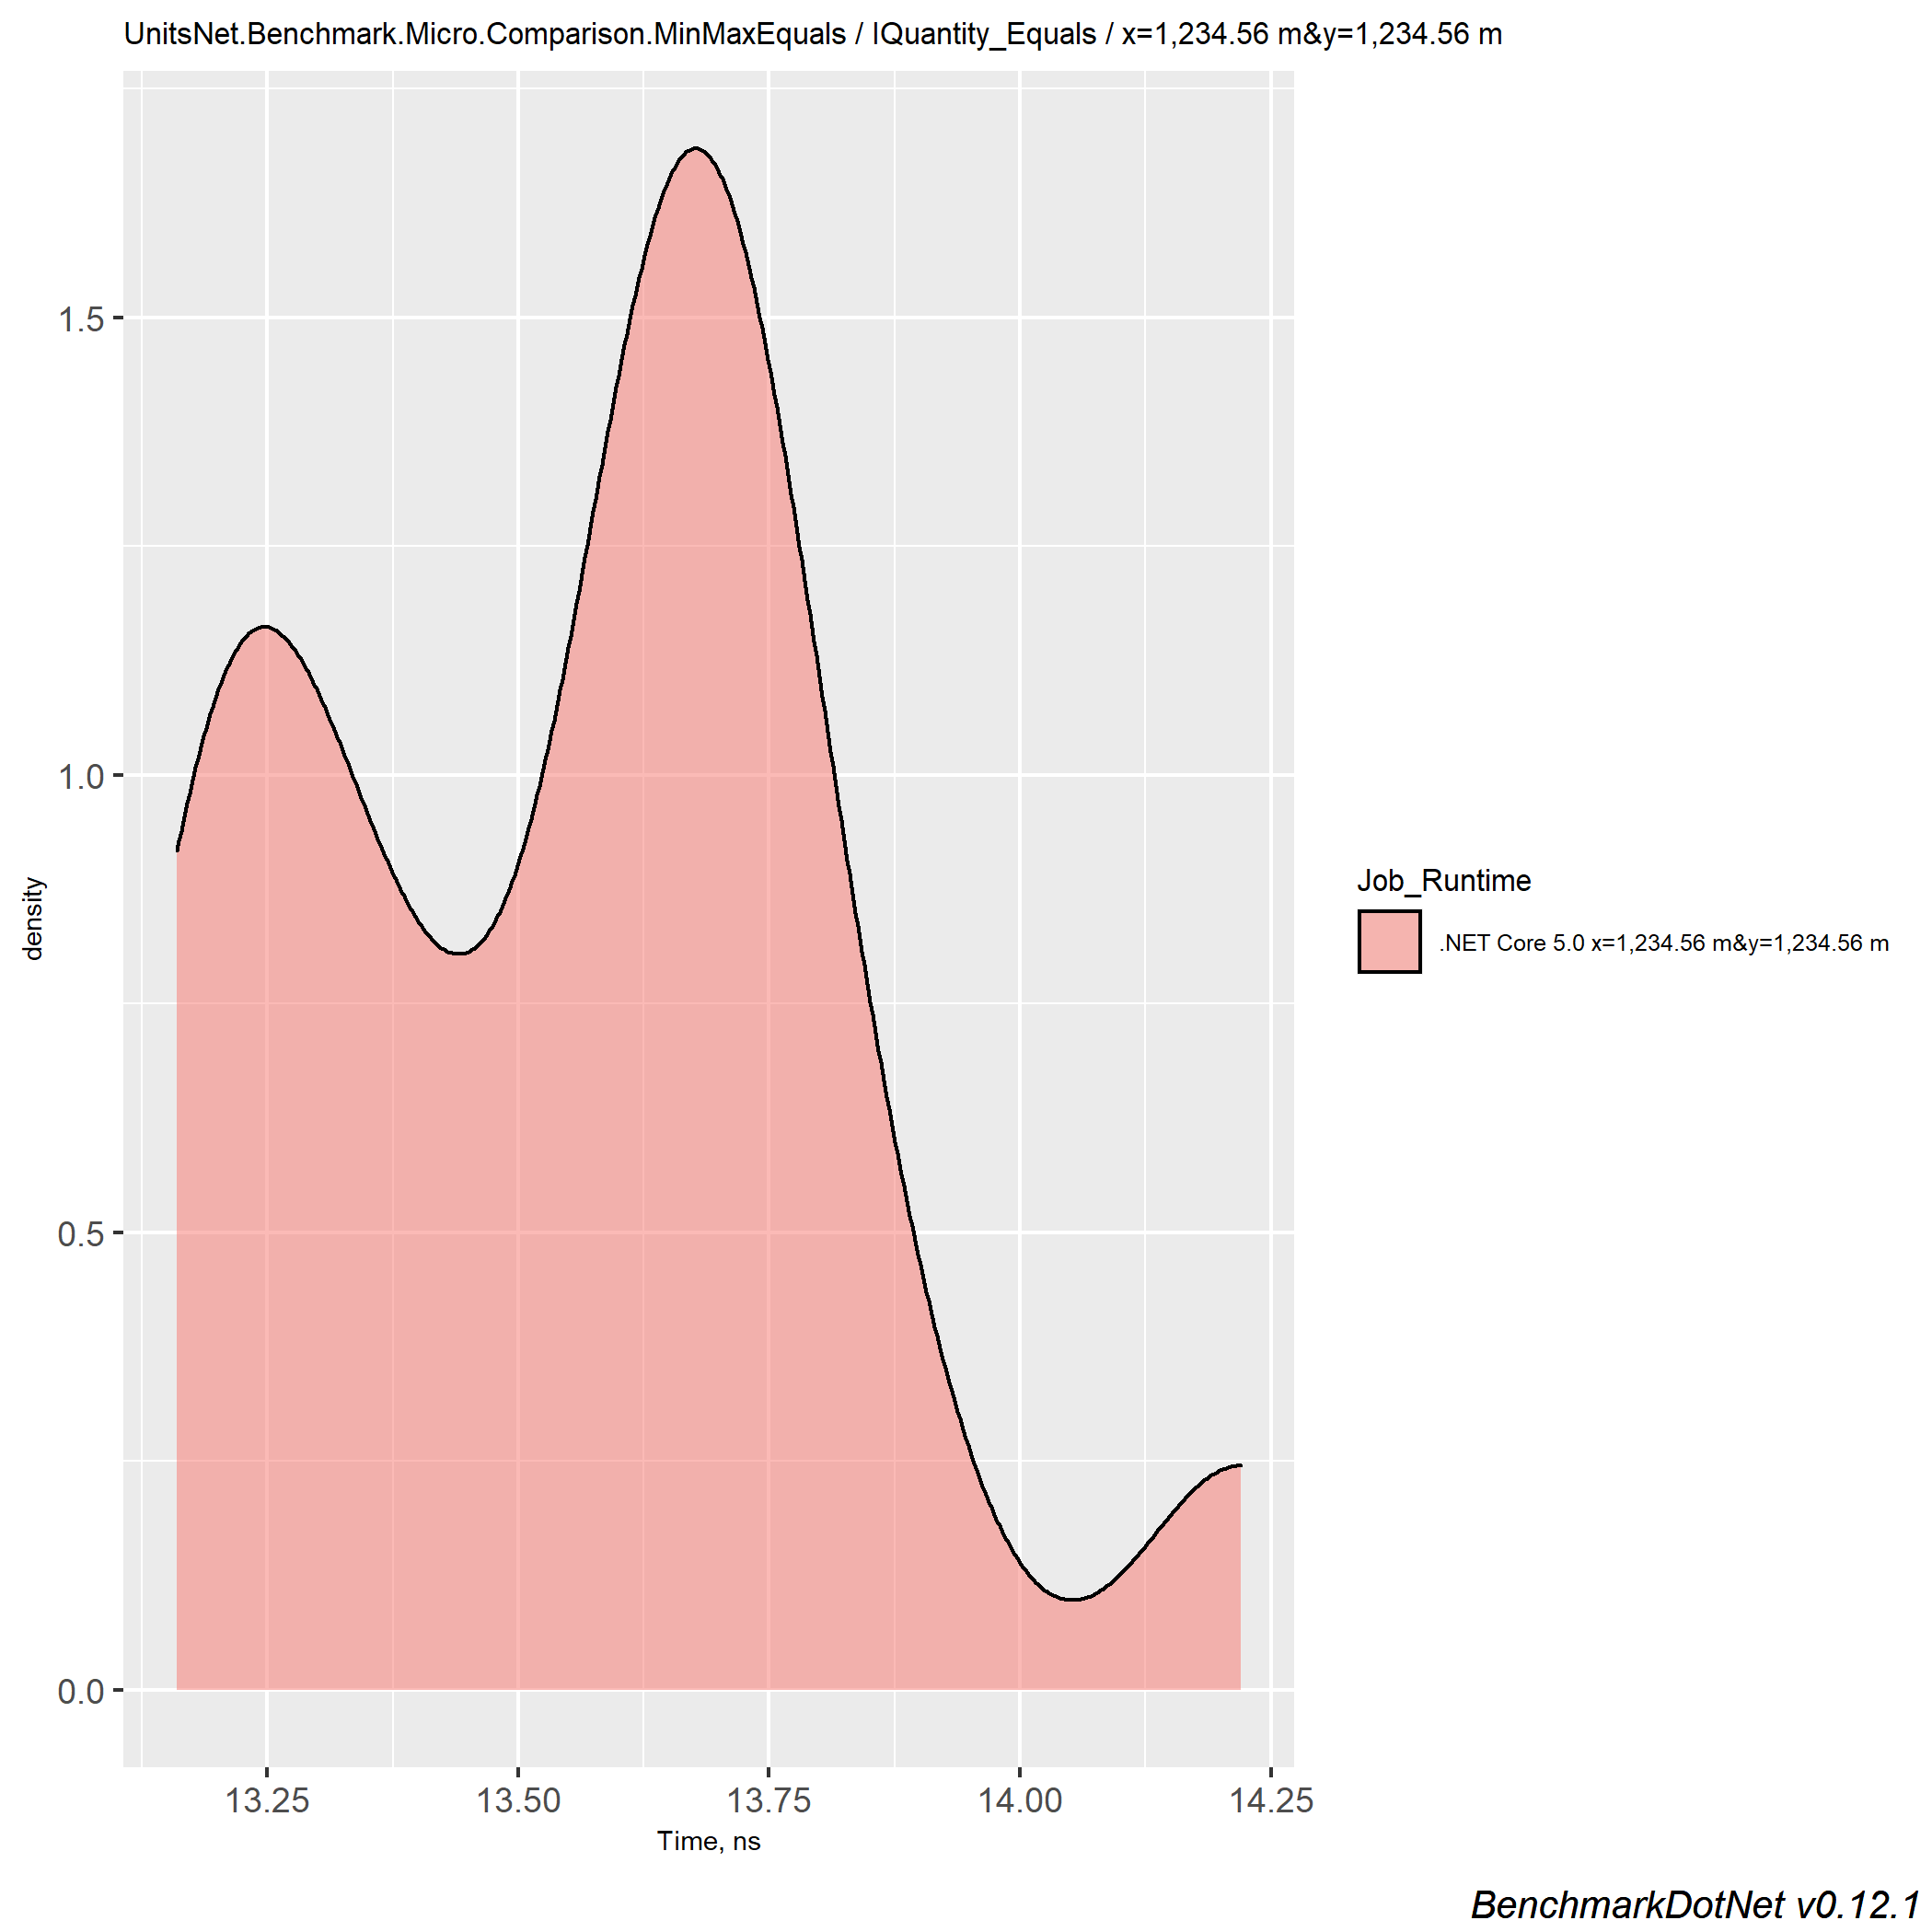 UnitsNet.Benchmark.Micro.Comparison.MinMaxEquals / IQuantity_Equals / x=1,234.56 m&y=1,234.56 m
1.5
1.0
0.5
0.0
density
13.25 13.50 13.75 14.00 14.25
Time, ns
Job_Runtime
.NET Core 5.0 x=1,234.56 m&y=1,234.56 m
BenchmarkDotNet v0.12.1